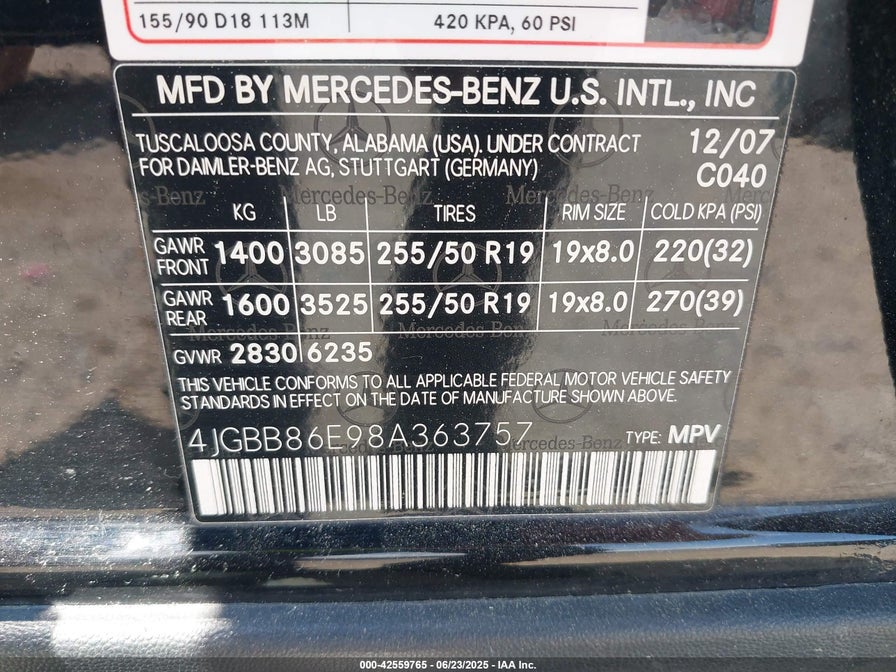 155/90 D18 113M 420 KPA, 60 PSI
MFD BY MERCEDES-BENZ U.S. INTL., INC
TUSCALOOSA COUNTY, ALABAMA (USA), UNDER CONTRACT 12/07
FOR DAIMLER-BENZ AG, STUTTGART (GERMANY) C040
KG LB TIRES RIM SIZE COLD KPA (PSI)
GAWR FRONT 1400 3085 255/50 R19 19x8.0 220(32)
GAWR REAR 1600 3525 255/50 R19 19x8.0 270(39)
GVWR 2830 6235
THIS VEHICLE CONFORMS TO ALL APPLICABLE FEDERAL MOTOR VEHICLE SAFETY
STANDARDS IN EFFECT ON THE DATE OF MANUFACTURE SHOWN ABOVE.
4JGBB86E98A363757 TYPE: MPV
000-42559765 - 06/23/2025 - IAA Inc.